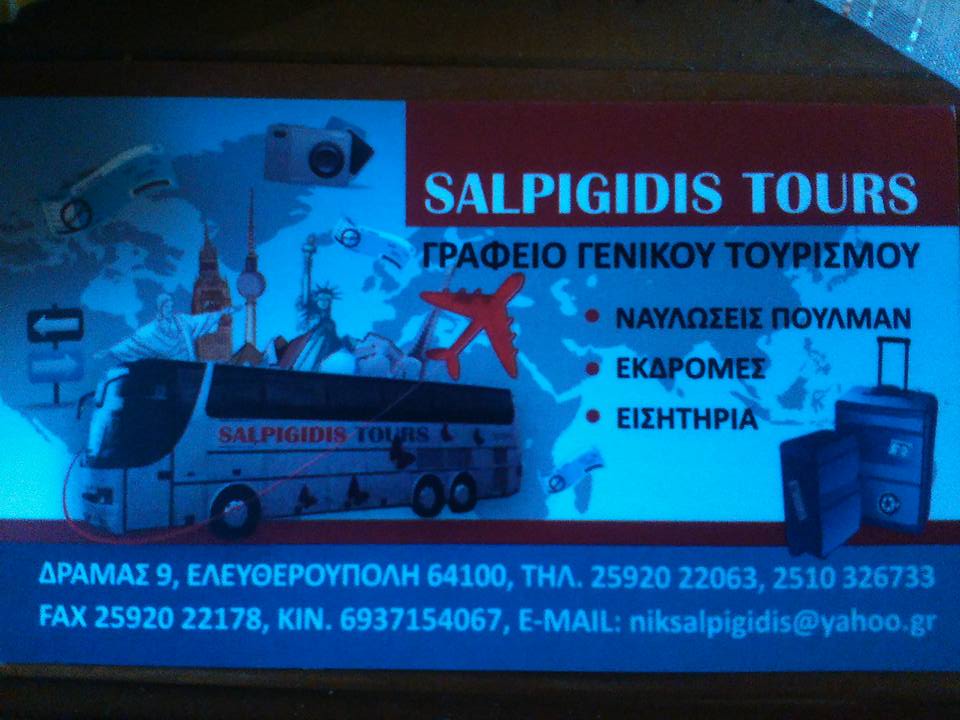 SALPIGIDIS TOURS
ΓΡΑΦΕΙΟ ΓΕΝΙΚΟΥ ΤΟΥΡΙΣΜΟΥ
• ΝΑΥΛΩΣΕΙΣ ΠΟΥΛΜΑΝ
• ΕΚΔΡΟΜΕΣ
• ΕΙΣΗΤΗΡΙΑ
SALPIGIDIS TOURS
ΔΡΑΜΑΣ 9, ΕΛΕΥΘΕΡΟΥΠΟΛΗ 64100, ΤΗΛ. 25920 22063, 2510 326733
FAX 25920 22178, ΚΙΝ. 6937154067, E-MAIL: niksalpigidis@yahoo.gr